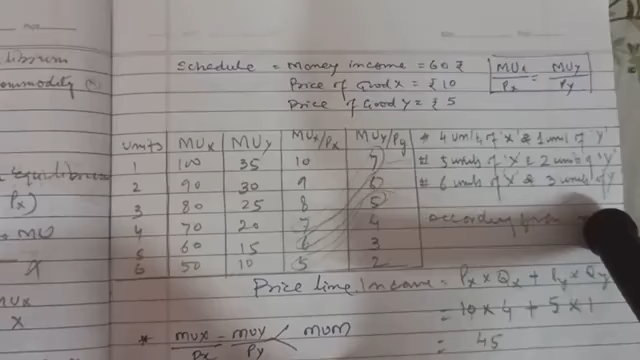 Schedule = Money income = 60 ₹
Price of Good X = ₹ 10
Price of Good Y = ₹ 5
MUx/Px = MUy/Py
units MUx MUy MUx/Px MUy/Py
1 100 35 10 7
2 90 30 9 6
3 80 25 8 5
4 70 20 7 4
5 60 15 6 3
6 50 10 5 2
# 4 units of 'X' & 1 unit of 'Y'
# 5 units of 'X' & 2 units of 'Y'
# 6 units of 'X' & 3 units of Y
Price line, Income = Px × Qx + Py × Qy
= 10 × 4 + 5 × 1
= 45
* MUx/Px = MUy/Py MUM